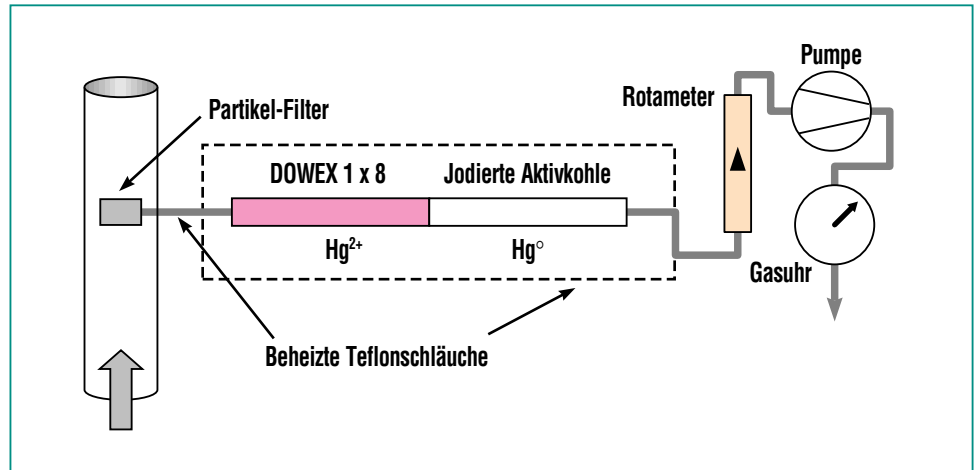 Pumpe
Rotameter
Partikel-Filter
DOWEX 1 x 8
Jodierte Aktivkohle
Hg²⁺
Hg°
Gasuhr
Beheizte Teflonschläuche